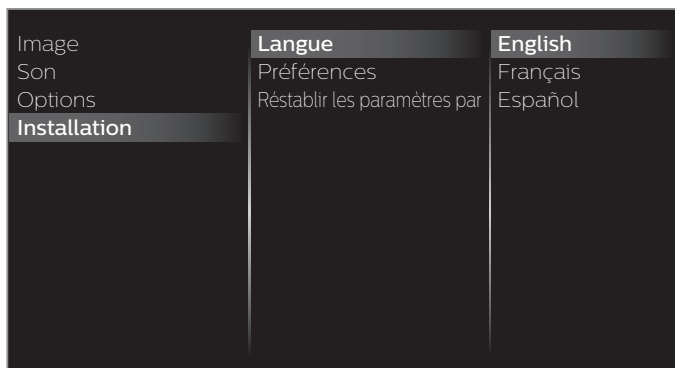 Image
Son
Options
Installation
Langue
Préférences
Réstablir les paramètres par
English
Français
Español